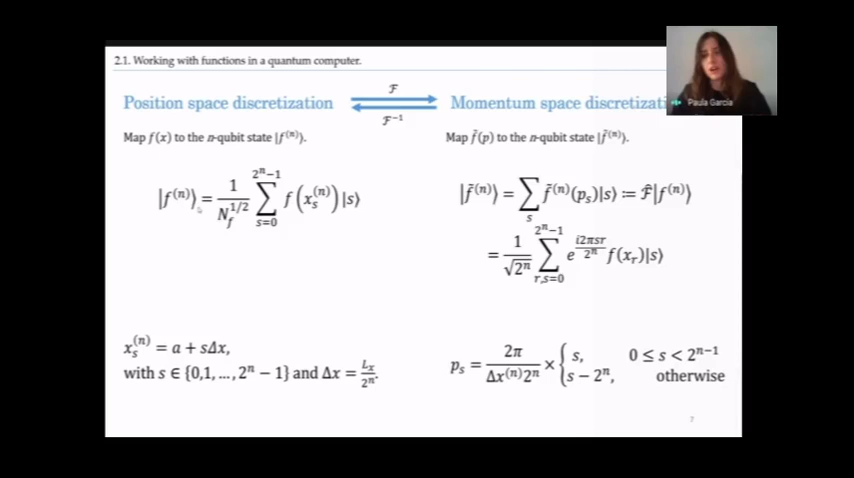 2.1. Working with functions in a quantum computer.
Paula García
Position space discretization
ℱ
ℱ⁻¹
Momentum space
Map f(x) to the n-qubit state |f⁽ⁿ⁾⟩.
Map f̃(p) to the n-qubit state |f̃⁽ⁿ⁾⟩.
|f⁽ⁿ⁾⟩ = 1/N_f^{1/2} ∑_{s=0}^{2ⁿ−1} f(x_s⁽ⁿ⁾)|s⟩
|f̃⁽ⁿ⁾⟩ = ∑_s f̃⁽ⁿ⁾(p_s)|s⟩ ≔ ℱ̂|f⁽ⁿ⁾⟩
= 1/√2ⁿ ∑_{r,s=0}^{2ⁿ−1} e^{i2πsr/2ⁿ} f(x_r)|s⟩
x_s⁽ⁿ⁾ = a + sΔx,
with s ∈ {0,1, …, 2ⁿ − 1} and Δx = L_x/2ⁿ.
p_s = 2π/(Δx⁽ⁿ⁾2ⁿ) × { s, 0 ≤ s < 2ⁿ⁻¹
s − 2ⁿ, otherwise
7